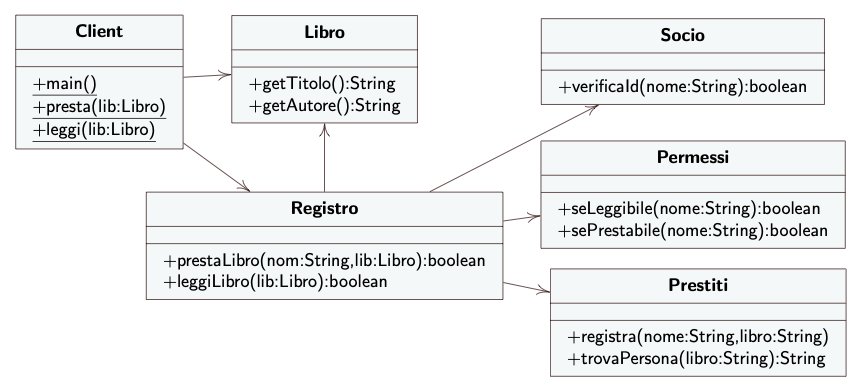 Client
+main()
+presta(lib:Libro)
+leggi(lib:Libro)
Libro
+getTitolo():String
+getAutore():String
Socio
+verificaId(nome:String):boolean
Permessi
+seLeggibile(nome:String):boolean
+sePrestabile(nome:String):boolean
Registro
+prestaLibro(nom:String,lib:Libro):boolean
+leggiLibro(lib:Libro):boolean
Prestiti
+registra(nome:String,libro:String)
+trovaPersona(libro:String):String